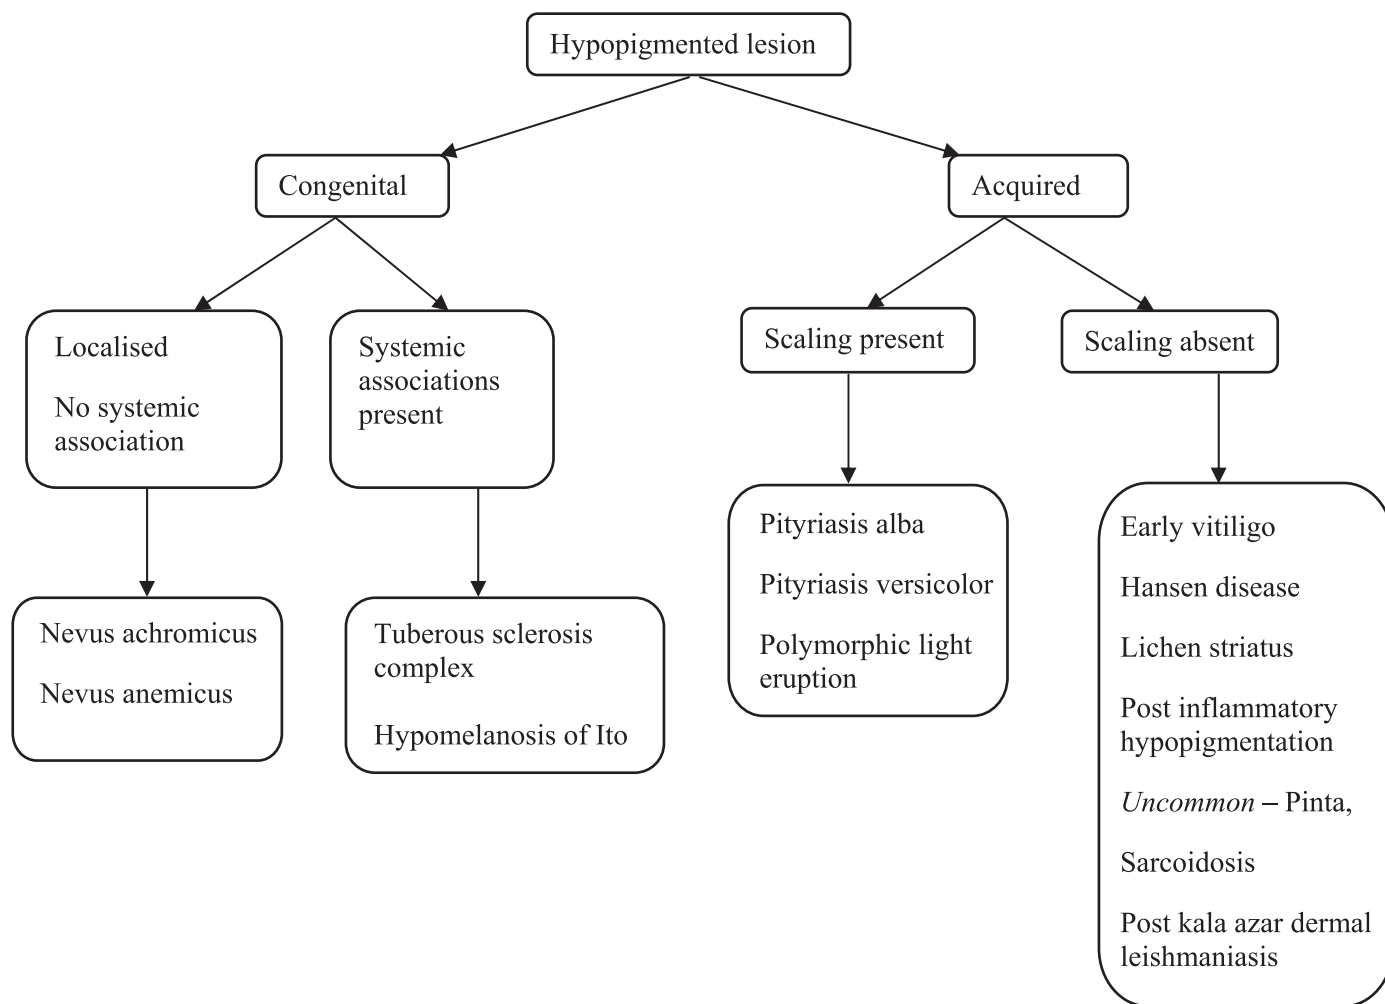 Hypopigmented lesion
Congenital
Acquired
Localised
No systemic
association
Systemic
associations
present
Scaling present
Scaling absent
Nevus achromicus
Nevus anemicus
Tuberous sclerosis
complex
Hypomelanosis of Ito
Pityriasis alba
Pityriasis versicolor
Polymorphic light
eruption
Early vitiligo
Hansen disease
Lichen striatus
Post inflammatory
hypopigmentation
Uncommon – Pinta,
Sarcoidosis
Post kala azar dermal
leishmaniasis